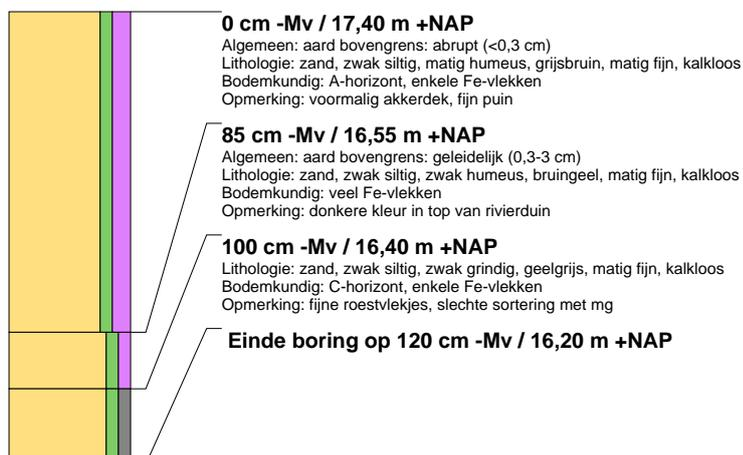 0 cm -Mv / 17,40 m +NAP
Algemeen: aard bovengrens: abrupt (<0,3 cm)
Lithologie: zand, zwak siltig, matig humeus, grijsbruin, matig fijn, kalkloos
Bodemkundig: A-horizont, enkele Fe-vlekken
Opmerking: voormalig akkerdek, fijn puin
85 cm -Mv / 16,55 m +NAP
Algemeen: aard bovengrens: geleidelijk (0,3-3 cm)
Lithologie: zand, zwak siltig, zwak humeus, bruingeel, matig fijn, kalkloos
Bodemkundig: veel Fe-vlekken
Opmerking: donkere kleur in top van rivierduin
100 cm -Mv / 16,40 m +NAP
Lithologie: zand, zwak siltig, zwak grindig, geelgrijs, matig fijn, kalkloos
Bodemkundig: C-horizont, enkele Fe-vlekken
Opmerking: fijne roestvlekjes, slechte sortering met mg
Einde boring op 120 cm -Mv / 16,20 m +NAP